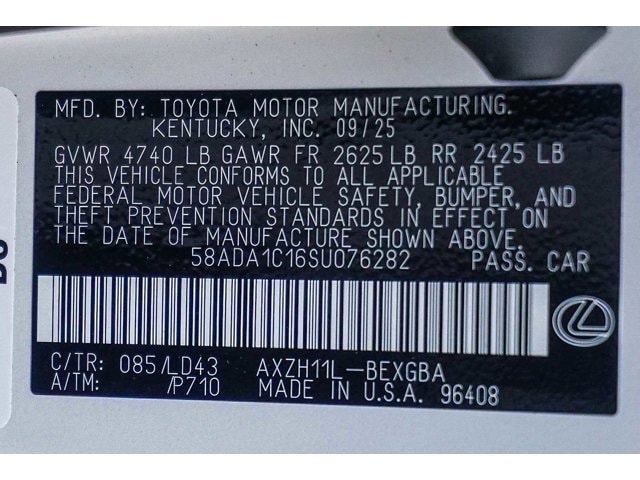 MFD. BY: TOYOTA MOTOR MANUFACTURING.
KENTUCKY, INC. 09/25
GVWR 4740 LB GAWR FR 2625 LB RR 2425 LB
THIS VEHICLE CONFORMS TO ALL APPLICABLE
FEDERAL MOTOR VEHICLE SAFETY, BUMPER, AND
THEFT PREVENTION STANDARDS IN EFFECT ON
THE DATE OF MANUFACTURE SHOWN ABOVE.
58ADA1C16SU076282 PASS. CAR
C/TR: 085/LD43 AXZH11L-BEXGBA
A/TM: /P710 MADE IN U.S.A. 96408